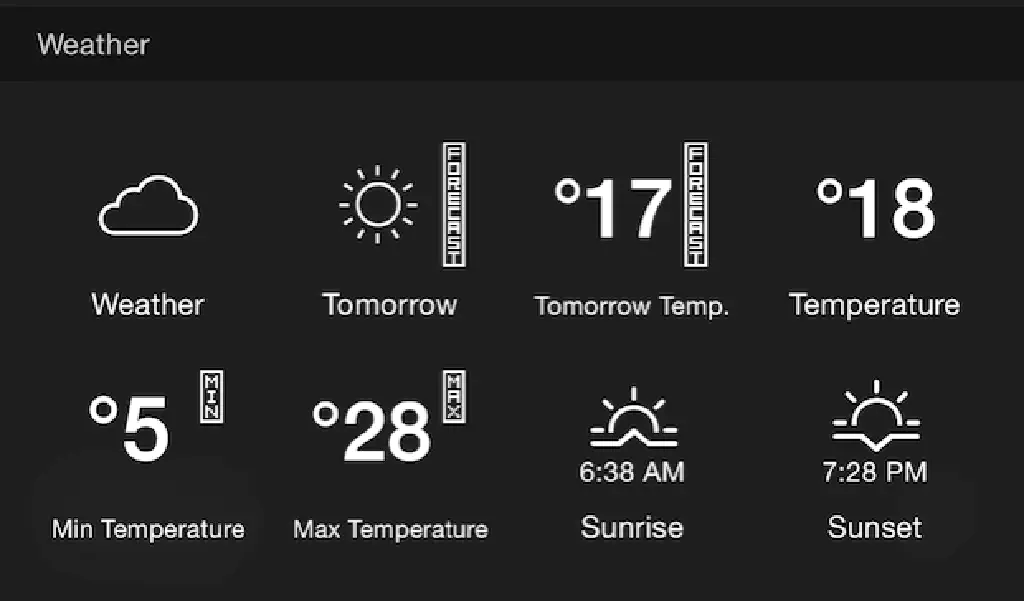 Weather
FORECAST
°17
FORECAST
°18
Weather
Tomorrow
Tomorrow Temp.
Temperature
°5
MIN
°28
MAX
6:38 AM
7:28 PM
Min Temperature
Max Temperature
Sunrise
Sunset